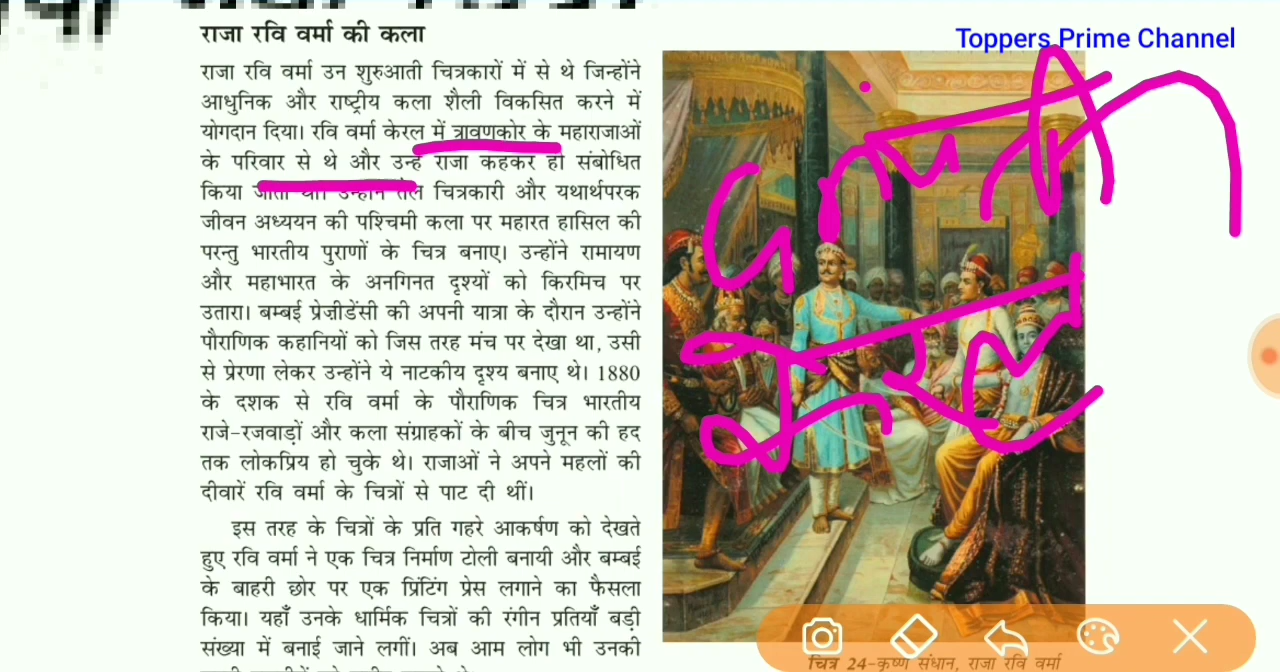 राजा रवि वर्मा की कला
Toppers Prime Channel
राजा रवि वर्मा उन शुरुआती चित्रकारों में से थे जिन्होंने
आधुनिक और राष्ट्रीय कला शैली विकसित करने में
योगदान दिया। रवि वर्मा केरल में त्रावणकोर के महाराजाओं
के परिवार से थे और उन्हें राजा कहकर ही संबोधित
किया जाता था। उन्होंने तैल चित्रकारी और यथार्थपरक
जीवन अध्ययन की पश्चिमी कला पर महारत हासिल की
परन्तु भारतीय पुराणों के चित्र बनाए। उन्होंने रामायण
और महाभारत के अनगिनत दृश्यों को किरमिच पर
उतारा। बम्बई प्रेज़ीडेंसी की अपनी यात्रा के दौरान उन्होंने
पौराणिक कहानियों को जिस तरह मंच पर देखा था, उसी
से प्रेरणा लेकर उन्होंने ये नाटकीय दृश्य बनाए थे। 1880
के दशक से रवि वर्मा के पौराणिक चित्र भारतीय
राजे-रजवाड़ों और कला संग्राहकों के बीच जुनून की हद
तक लोकप्रिय हो चुके थे। राजाओं ने अपने महलों की
दीवारें रवि वर्मा के चित्रों से पाट दी थीं।
इस तरह के चित्रों के प्रति गहरे आकर्षण को देखते
हुए रवि वर्मा ने एक चित्र निर्माण टोली बनायी और बम्बई
के बाहरी छोर पर एक प्रिंटिंग प्रेस लगाने का फैसला
किया। यहाँ उनके धार्मिक चित्रों की रंगीन प्रतियाँ बड़ी
संख्या में बनाई जाने लगीं। अब आम लोग भी उनकी
चित्र 24-कृष्ण संधान, राजा रवि वर्मा